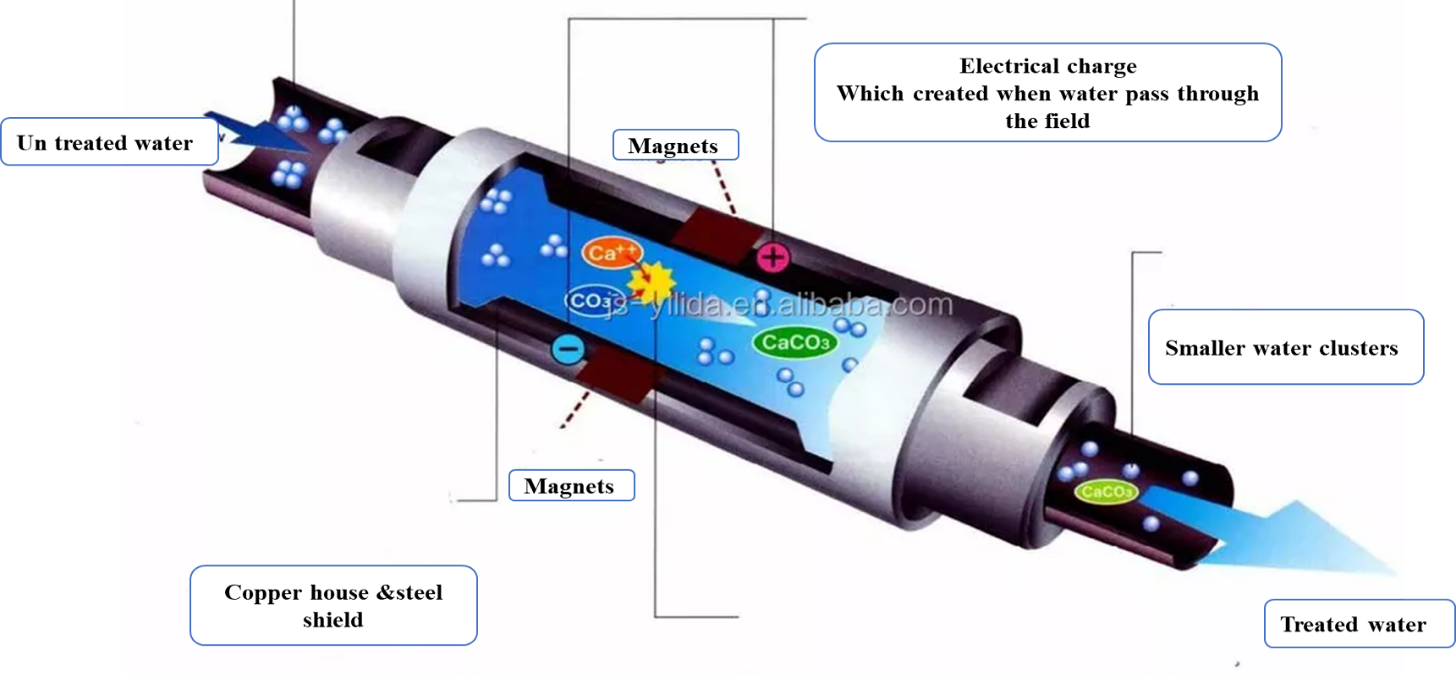 Electrical charge
Which created when water pass through
the field
Un treated water
Magnets
Ca++
CO3--
js-yilida.en.alibaba.com
CaCO3
Smaller water clusters
Magnets
CaCO3
Copper house &steel
shield
Treated water